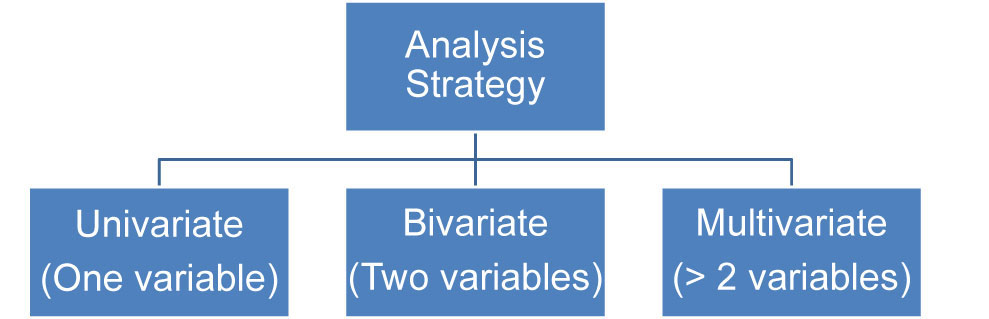 Analysis
Strategy
Univariate
(One variable)
Bivariate
(Two variables)
Multivariate
(> 2 variables)